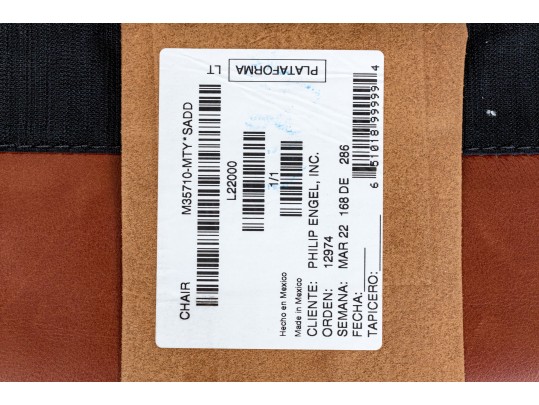 CHAIR
M35710-MTY*SADD
LT
PLATAFORMA
L22000
1/1
Hecho en Mexico
Made in Mexico
CLIENTE: PHILIP ENGEL, INC.
ORDEN: 12974
SEMANA: MAR 22 168 DE 286
FECHA:
TAPICERO:
6 51018 99999 4